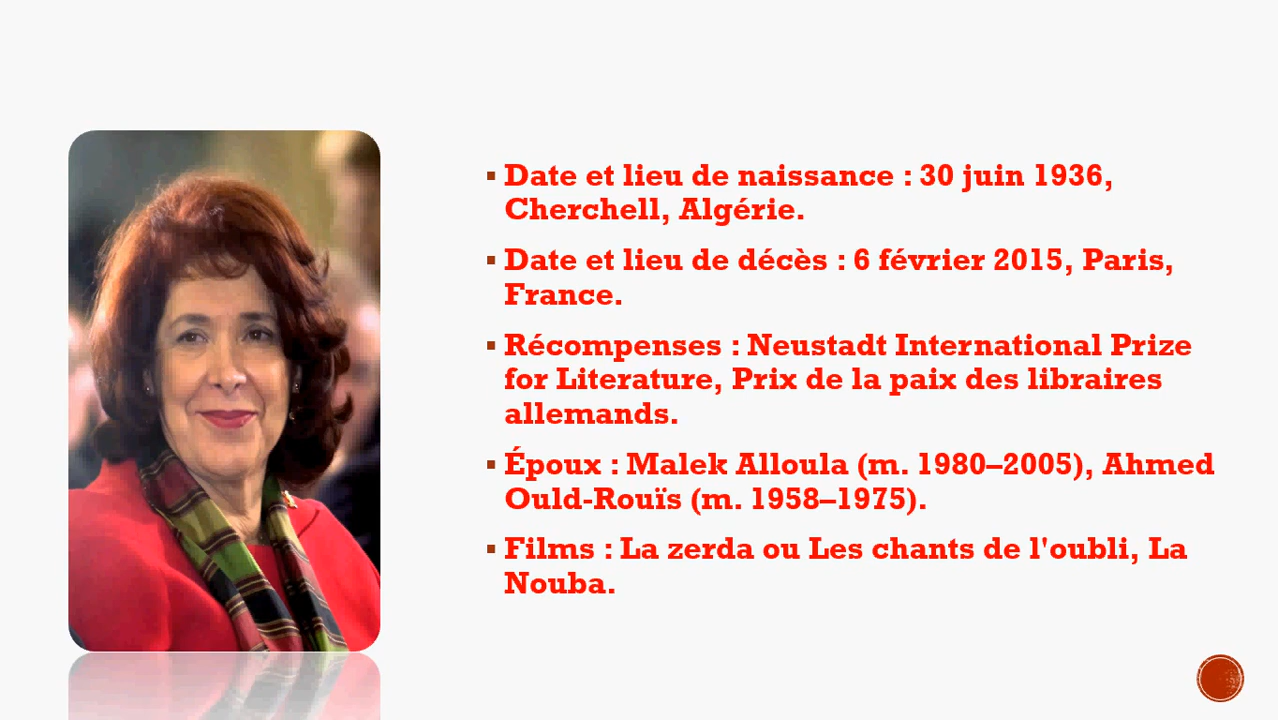 Date et lieu de naissance : 30 juin 1936,
Cherchell, Algérie.
Date et lieu de décès : 6 février 2015, Paris,
France.
Récompenses : Neustadt International Prize
for Literature, Prix de la paix des libraires
allemands.
Époux : Malek Alloula (m. 1980–2005), Ahmed
Ould-Rouïs (m. 1958–1975).
Films : La zerda ou Les chants de l'oubli, La
Nouba.